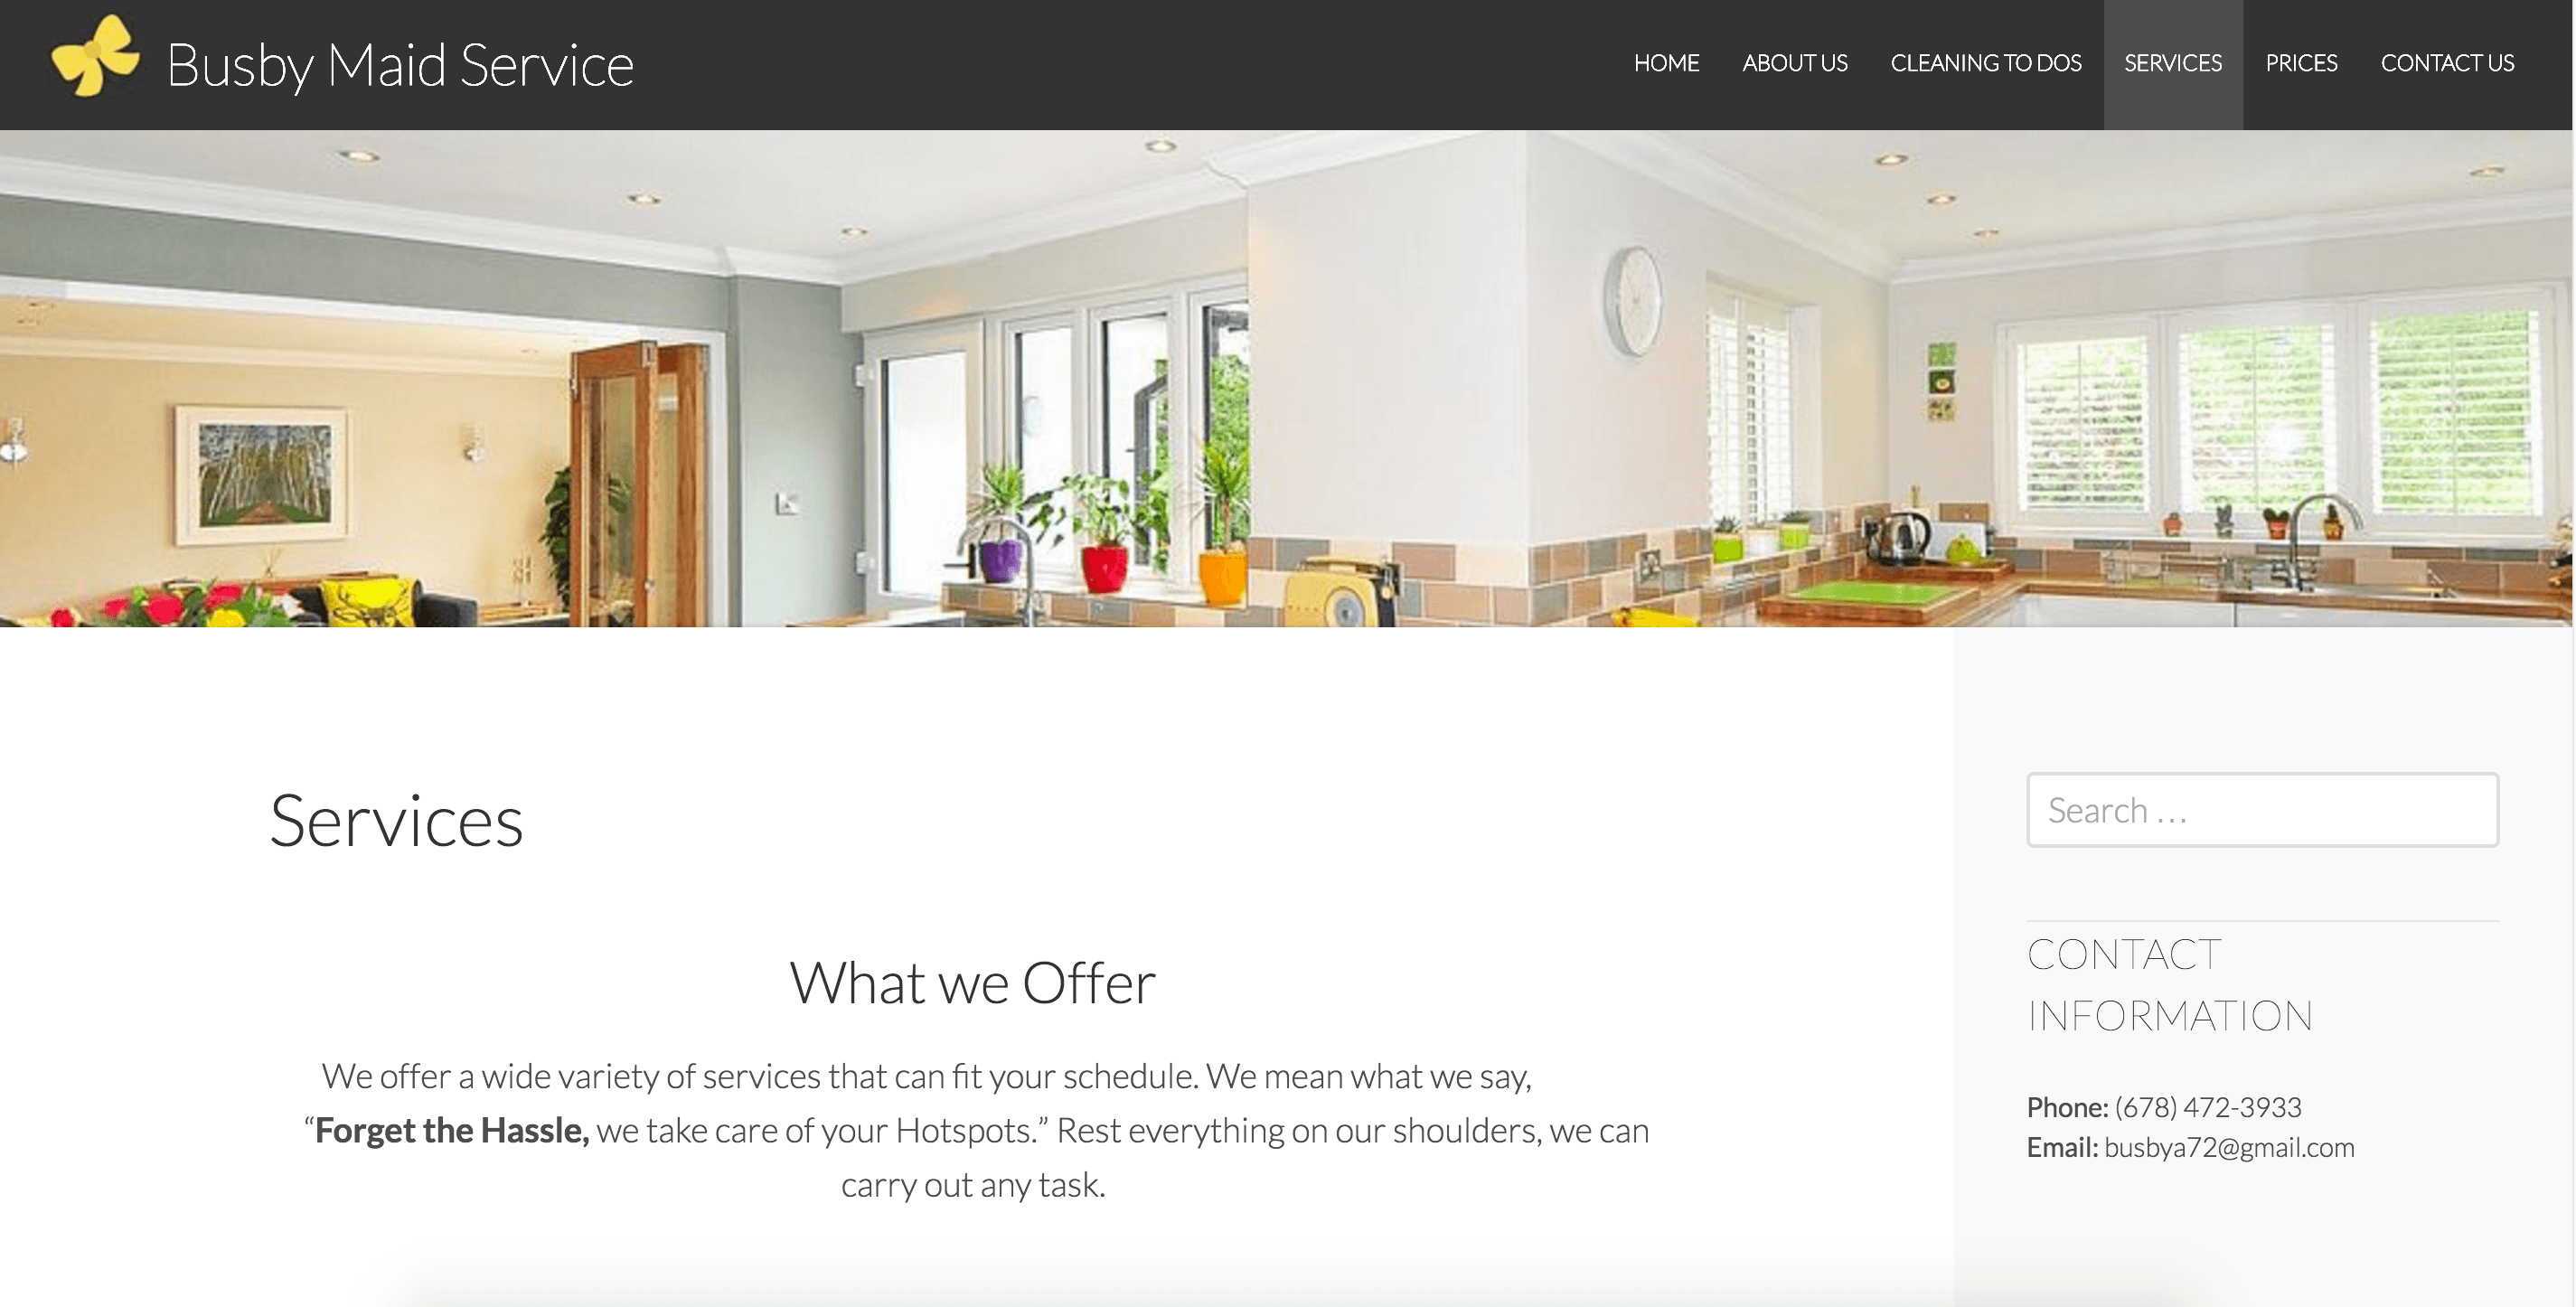 Busby Maid Service
HOME ABOUT US CLEANING TO DOS SERVICES PRICES CONTACT US
Services
What we Offer
We offer a wide variety of services that can fit your schedule. We mean what we say,
“Forget the Hassle, we take care of your Hotspots.” Rest everything on our shoulders, we can
carry out any task.
Search …
CONTACT
INFORMATION
Phone: (678) 472-3933
Email: busbya72@gmail.com